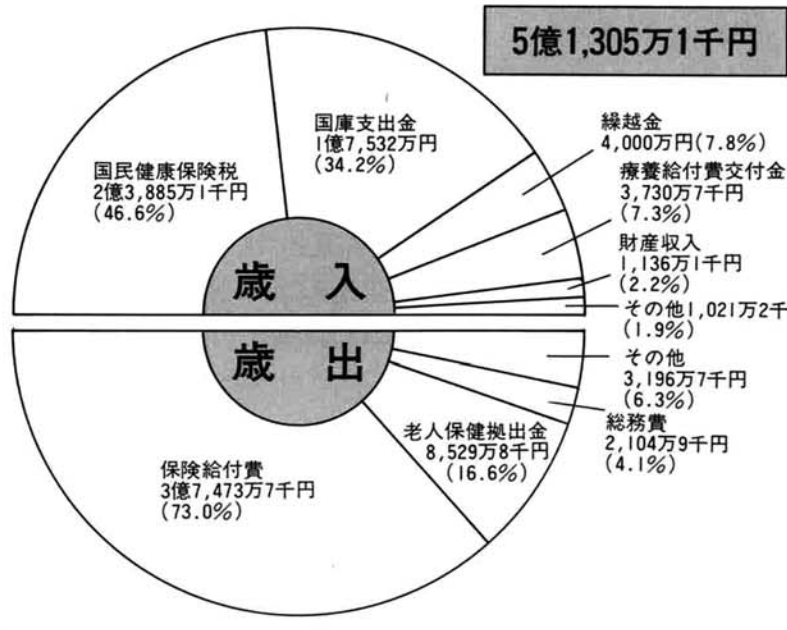 5億1,305万1千円
国民健康保険税
2億3,885万1千円
(46.6%)
国庫支出金
1億7,532万円
(34.2%)
繰越金
4,000万円(7.8%)
療養給付費交付金
3,730万7千円
(7.3%)
財産収入
1,136万1千円
(2.2%)
その他1,021万2千
(1.9%)
歳入
歳出
その他
3,196万7千円
(6.3%)
総務費
2,104万9千円
(4.1%)
老人保健拠出金
8,529万8千円
(16.6%)
保険給付費
3億7,473万7千円
(73.0%)